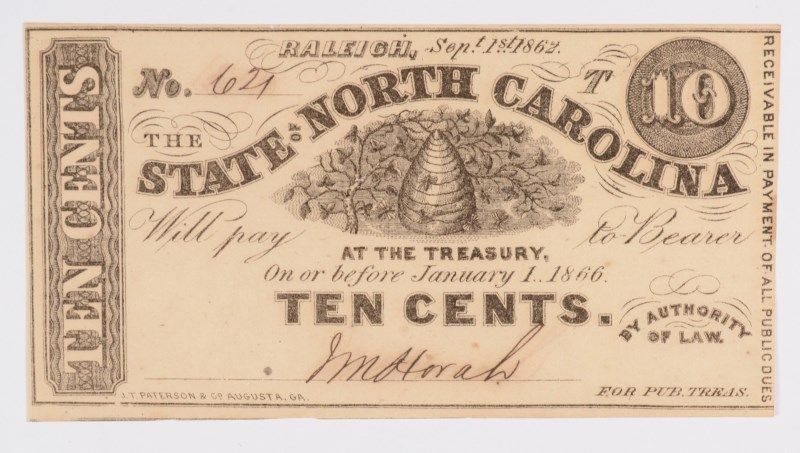 TEN CENTS
RALEIGH, Sept. 1st 1862.
No. 64
T
10
THE
STATE OF NORTH CAROLINA
Will pay
to Bearer
AT THE TREASURY,
On or before January 1. 1866.
TEN CENTS.
BY AUTHORITY
OF LAW.
J.T. PATERSON & CO AUGUSTA, GA.
FOR PUB. TREAS.
RECEIVABLE IN PAYMENT OF ALL PUBLIC DUES